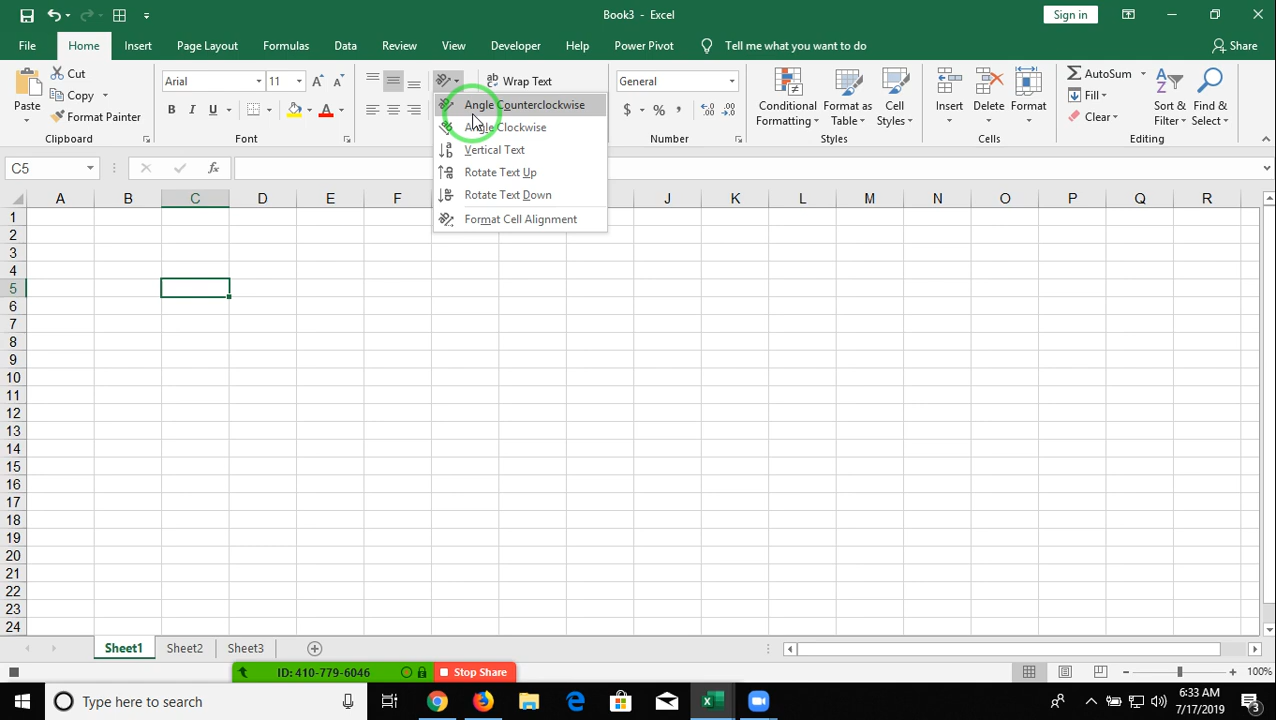 Book3 - Excel
Sign in
File Home Insert Page Layout Formulas Data Review View Developer Help Power Pivot Tell me what you want to do Share
Paste
Cut
Copy
Format Painter
Clipboard
Arial 11
B I U A
Font
ab Wrap Text
General
$ % ,
Number
Conditional Formatting
Format as Table
Cell Styles
Styles
Insert
Delete
Format
Cells
AutoSum
Fill
Clear
Sort & Filter
Find & Select
Editing
Angle Counterclockwise
Angle Clockwise
Vertical Text
Rotate Text Up
Rotate Text Down
Format Cell Alignment
C5 fx
A B C D E F J K L M N O P Q R
1
2
3
4
5
6
7
8
9
10
11
12
13
14
15
16
17
18
19
20
21
22
23
24
Sheet1 Sheet2 Sheet3
ID: 410-779-6046 Stop Share
100%
Type here to search
6:33 AM
7/17/2019
3